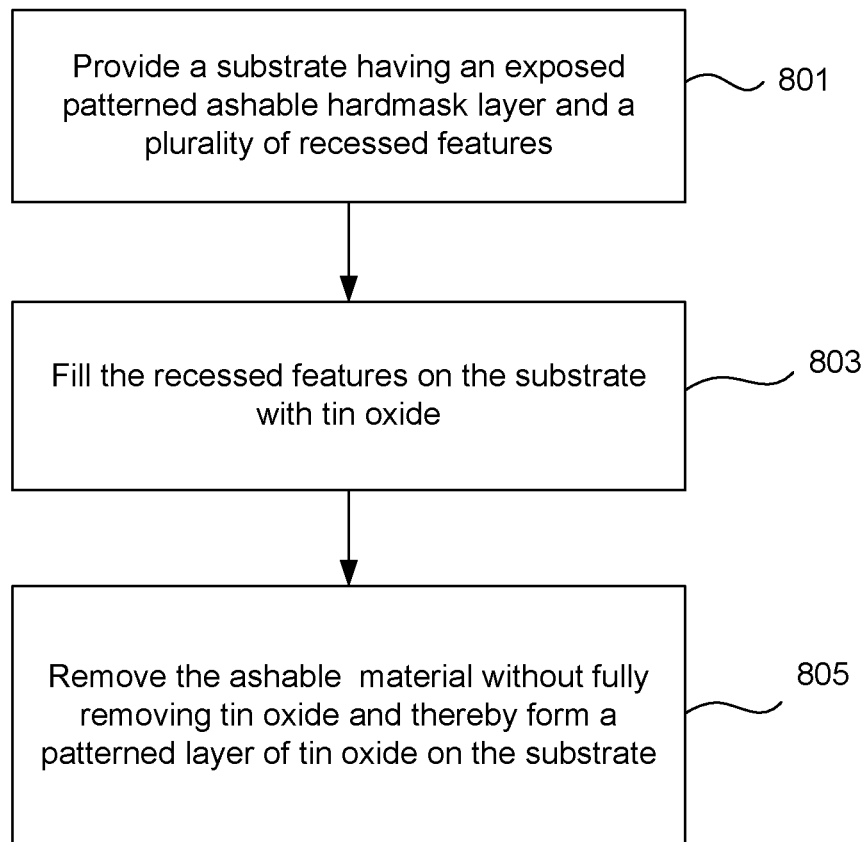 Provide a substrate having an exposed
patterned ashable hardmask layer and a
plurality of recessed features
801
Fill the recessed features on the substrate
with tin oxide
803
Remove the ashable  material without fully
removing tin oxide and thereby form a
patterned layer of tin oxide on the substrate
805